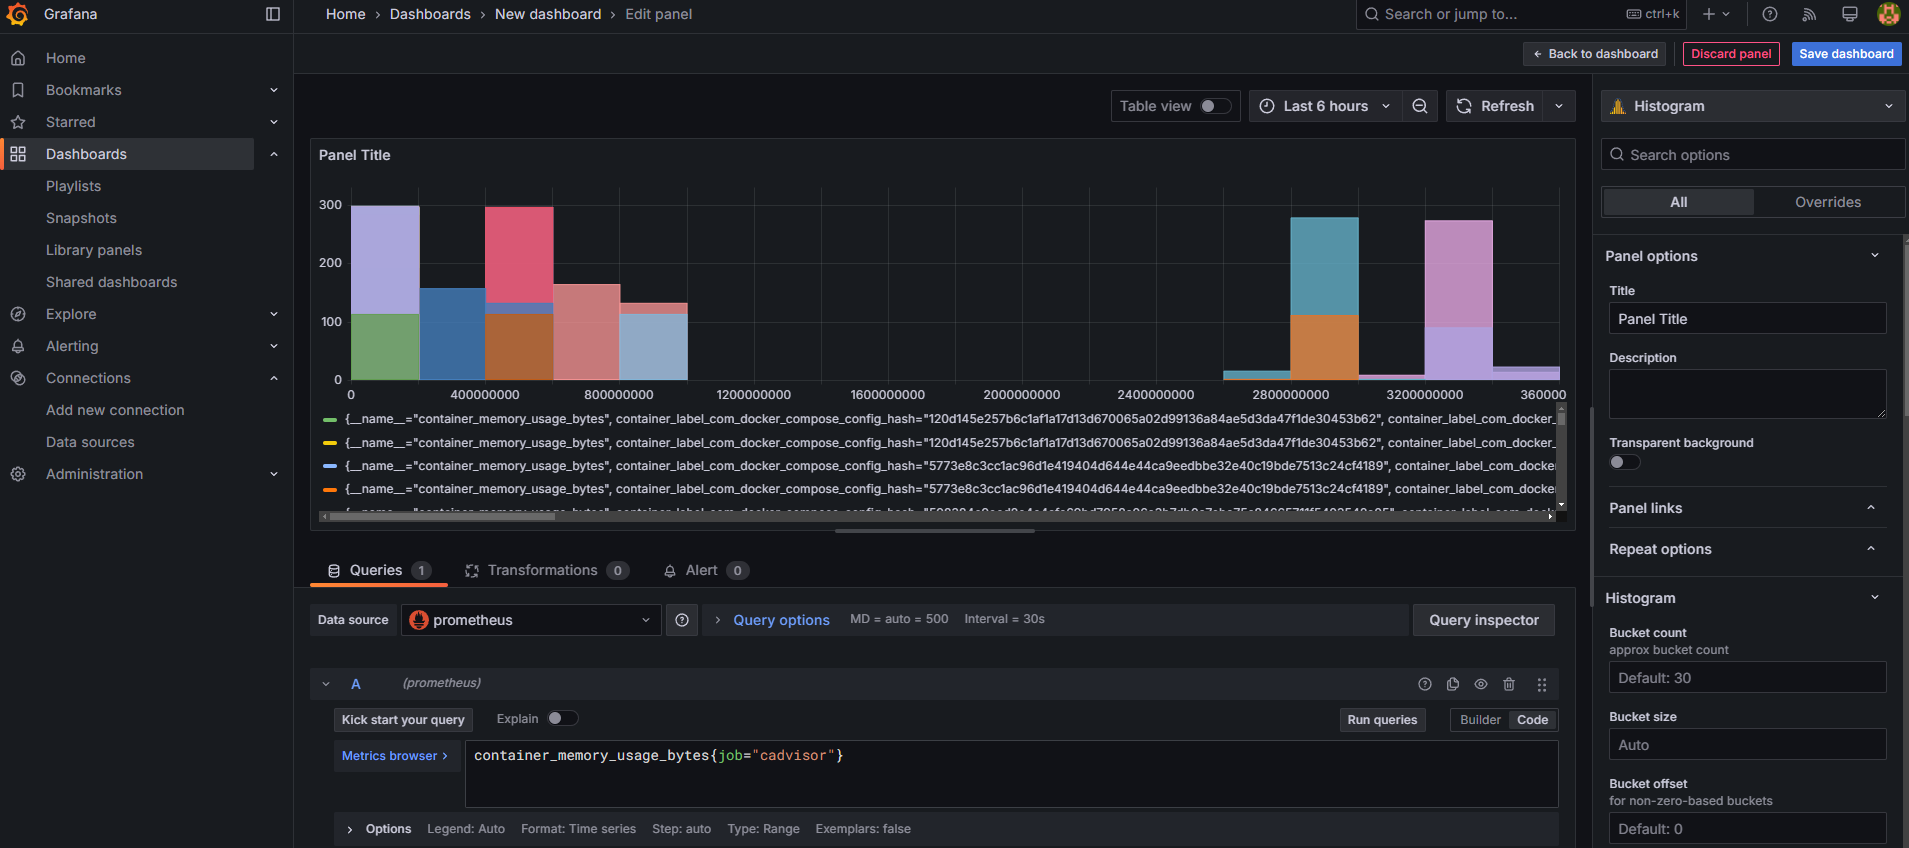 Grafana
Home › Dashboards › New dashboard › Edit panel
Search or jump to...
ctrl+k
Back to dashboard
Discard panel
Save dashboard
Home
Bookmarks
Starred
Dashboards
Playlists
Snapshots
Library panels
Shared dashboards
Explore
Alerting
Connections
Add new connection
Data sources
Administration
Table view
Last 6 hours
Refresh
Panel Title
300
200
100
0
0
400000000
800000000
1200000000
1600000000
2000000000
2400000000
2800000000
3200000000
360000
{__name__="container_memory_usage_bytes", container_label_com_docker_compose_config_hash="120d145e257b6c1af1a17d13d670065a02d99136a84ae5d3da47f1de30453b62", container_label_com_docker_
{__name__="container_memory_usage_bytes", container_label_com_docker_compose_config_hash="120d145e257b6c1af1a17d13d670065a02d99136a84ae5d3da47f1de30453b62", container_label_com_docker_
{__name__="container_memory_usage_bytes", container_label_com_docker_compose_config_hash="5773e8c3cc1ac96d1e419404d644e44ca9eedbbe32e40c19bde7513c24cf4189", container_label_com_docker
{__name__="container_memory_usage_bytes", container_label_com_docker_compose_config_hash="5773e8c3cc1ac96d1e419404d644e44ca9eedbbe32e40c19bde7513c24cf4189", container_label_com_docker
Queries 1
Transformations 0
Alert 0
Data source
prometheus
Query options
MD = auto = 500
Interval = 30s
Query inspector
A
(prometheus)
Kick start your query
Explain
Run queries
Builder
Code
Metrics browser >
container_memory_usage_bytes{job="cadvisor"}
Options
Legend: Auto
Format: Time series
Step: auto
Type: Range
Exemplars: false
Histogram
Search options
All
Overrides
Panel options
Title
Panel Title
Description
Transparent background
Panel links
Repeat options
Histogram
Bucket count
approx bucket count
Default: 30
Bucket size
Auto
Bucket offset
for non-zero-based buckets
Default: 0